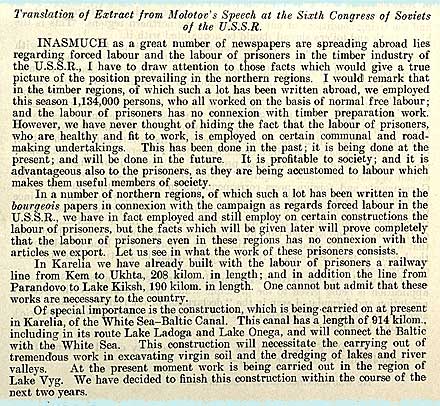 Translation of Extract from Molotov's Speech at the Sixth Congress of Soviets
of the U.S.S.R.
INASMUCH as a great number of newspapers are spreading abroad lies
regarding forced labour and the labour of prisoners in the timber industry of
the U.S.S.R., I have to draw attention to those facts which would give a true
picture of the position prevailing in the northern regions. I would remark that
in the timber regions, of which such a lot has been written abroad, we employed
this season 1,134,000 persons, who all worked on the basis of normal free labour;
and the labour of prisoners has no connexion with timber preparation work.
However, we have never thought of hiding the fact that the labour of prisoners,
who are healthy and fit to work, is employed on certain communal and road-
making undertakings. This has been done in the past; it is being done at the
present; and will be done in the future. It is profitable to society; and it is
advantageous also to the prisoners, as they are being accustomed to labour which
makes them useful members of society.
In a number of northern regions, of which such a lot has been written in the
bourgeois papers in connexion with the campaign as regards forced labour in the
U.S.S.R., we have in fact employed and still employ on certain constructions the
labour of prisoners, but the facts which will be given later will prove completely
that the labour of prisoners even in these regions has no connexion with the
articles we export. Let us see in what the work of these prisoners consists.
In Karelia we have already built with the labour of prisoners a railway
line from Kem to Ukhta, 208 kilom. in length; and in addition the line from
Parandovo to Lake Kiksh, 190 kilom. in length. One cannot but admit that these
works are necessary to the country.
Of special importance is the construction, which is being carried on at present
in Karelia, of the White Sea-Baltic Canal. This canal has a length of 914 kilom.,
including in its route Lake Ladoga and Lake Onega, and will connect the Baltic
with the White Sea. This construction will necessitate the carrying out of
tremendous work in excavating virgin soil and the dredging of lakes and river
valleys. At the present moment work is being carried out in the region of
Lake Vyg. We have decided to finish this construction within the course of the
next two years.